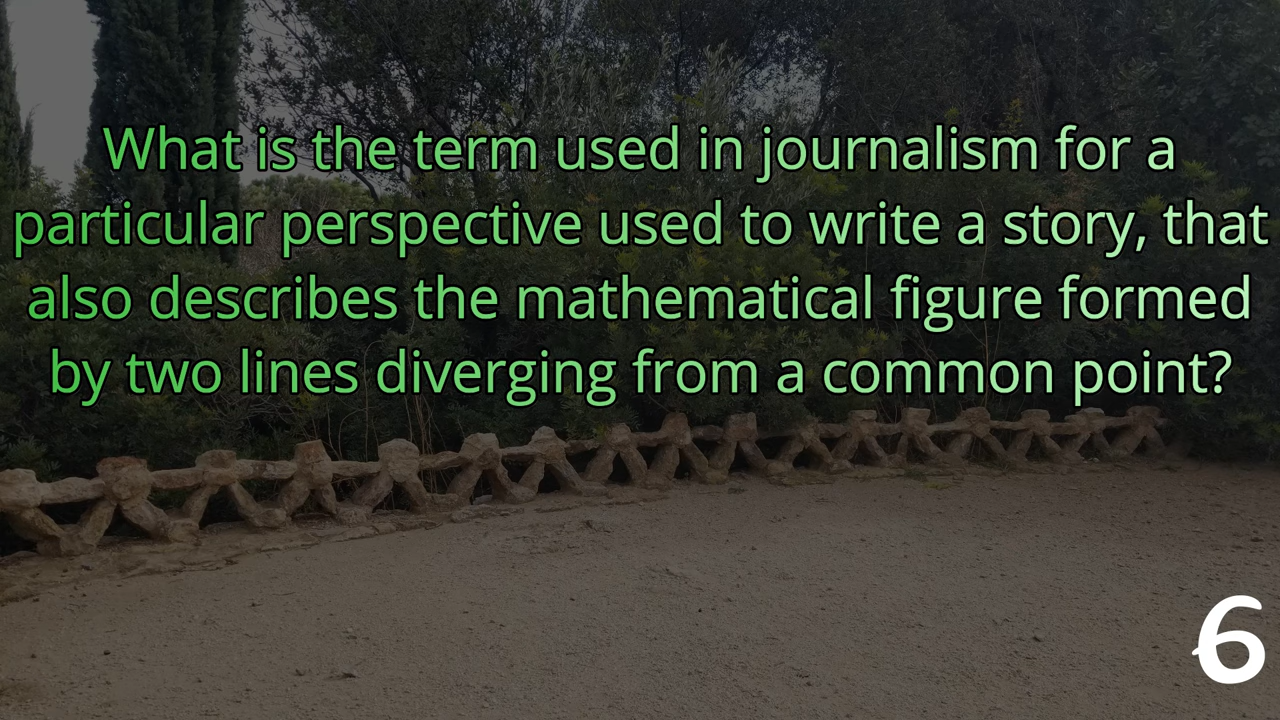 What is the term used in journalism for a
particular perspective used to write a story, that
also describes the mathematical figure formed
by two lines diverging from a common point?
6